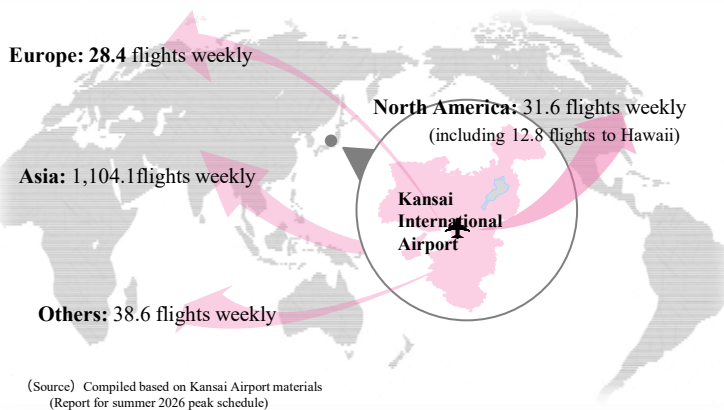 Europe: 28.4 flights weekly
North America: 31.6 flights weekly
(including 12.8 flights to Hawaii)
Asia: 1,104.1flights weekly
Kansai
International
Airport
Others: 38.6 flights weekly
（Source）Compiled based on Kansai Airport materials
(Report for summer 2026 peak schedule)